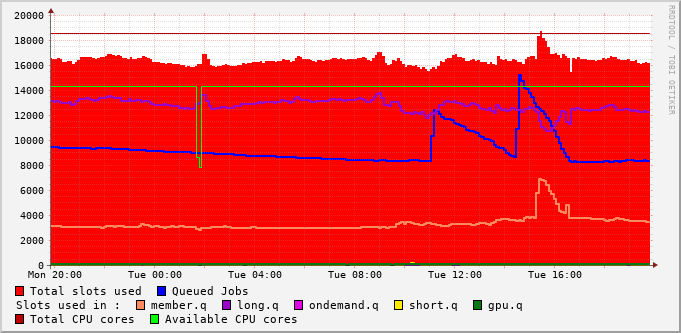 20000
18000
16000
14000
12000
10000
8000
6000
4000
2000
0
Mon 20:00 Tue 00:00 Tue 04:00 Tue 08:00 Tue 12:00 Tue 16:00
RRDTOOL / TOBI OETIKER
Total slots used Queued Jobs
Slots used in : member.q long.q ondemand.q short.q gpu.q
Total CPU cores Available CPU cores